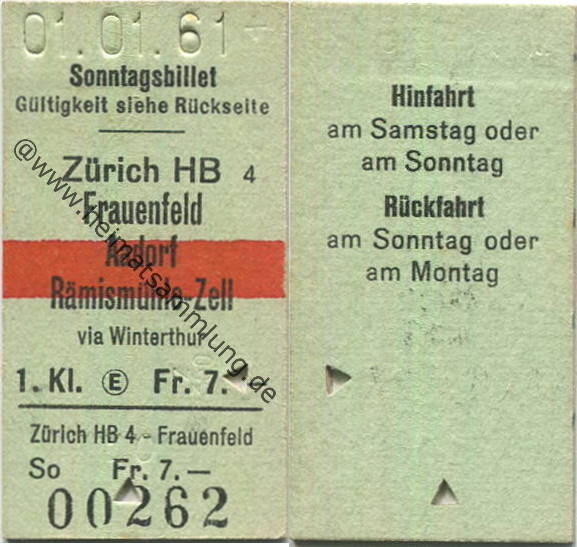 01.01.61
Sonntagsbillet
Gültigkeit siehe Rückseite
Zürich HB 4
Frauenfeld
Aadorf
Rämismühle-Zell
via Winterthur
1. Kl. E Fr. 7.
Zürich HB 4 - Frauenfeld
So Fr. 7.—
00262
@www.heimatsammlung.de
Hinfahrt
am Samstag oder
am Sonntag
Rückfahrt
am Sonntag oder
am Montag